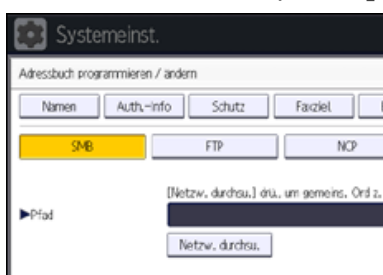 Systemeinst.
Adressbuch programmieren / ändern
Namen Auth.-Info Schutz Faxziel
SMB FTP NCP
[Netzw. durchsu.] drü., um gemeins. Ord z.
►Pfad
Netzw. durchsu.